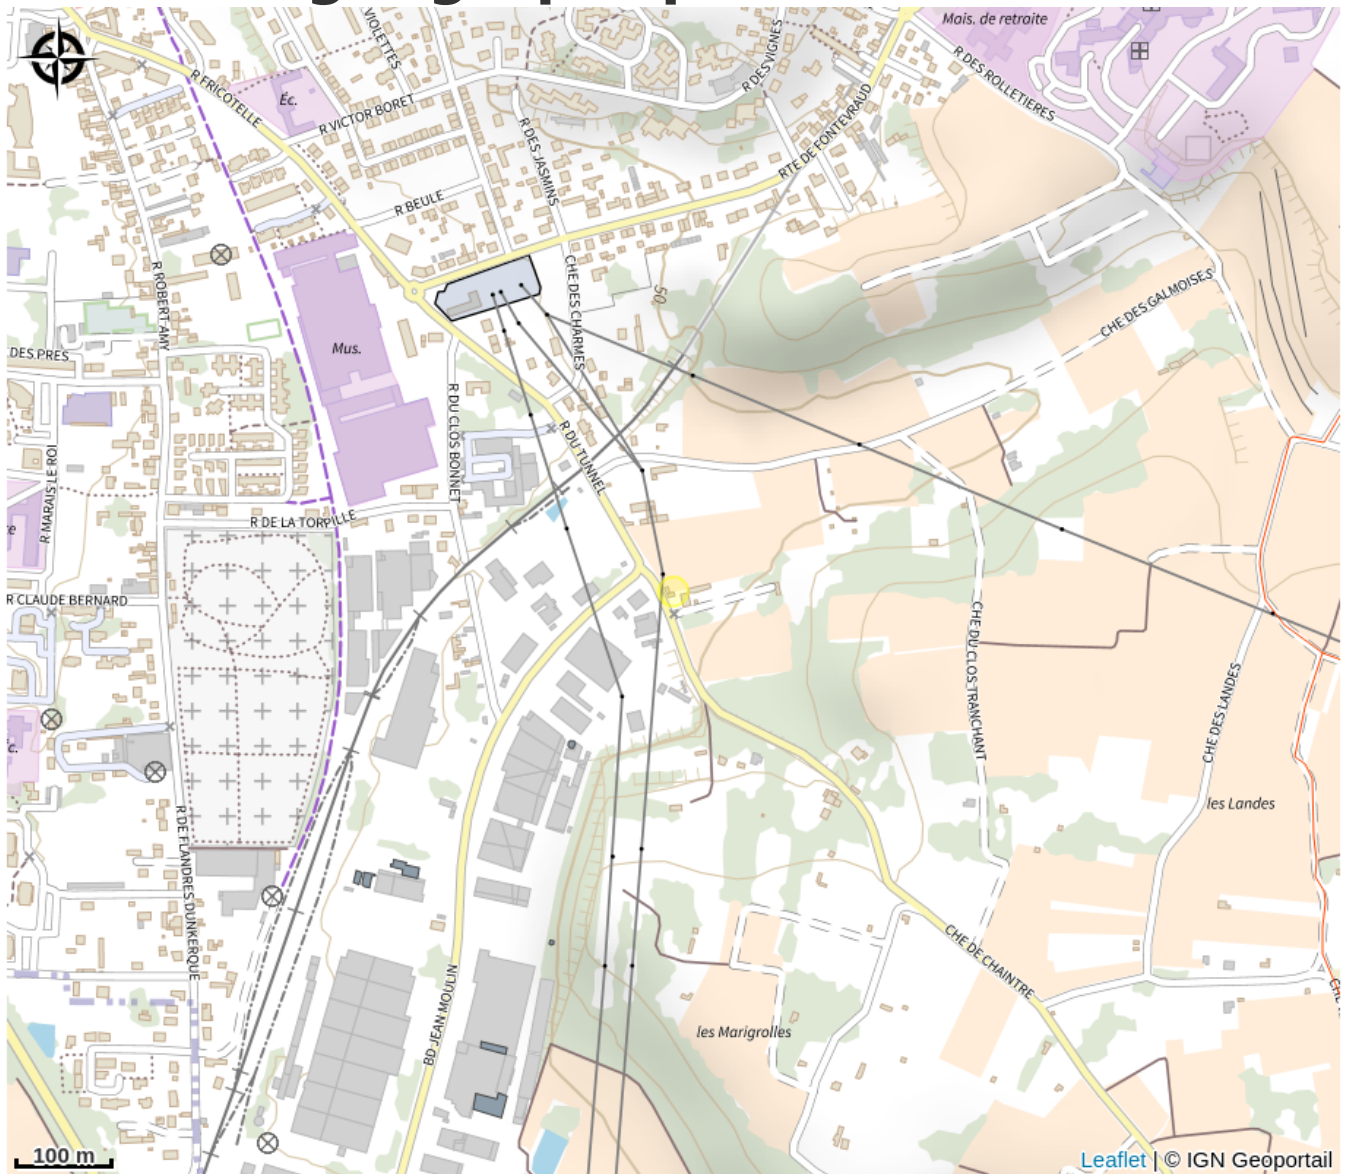 Mais. de retraite
R DES ROLLETIERES
R DES VIGNES
VIOLETTES
R FRICOTELLE
Éc.
R VICTOR BORET
R DES JASMINS
RTE DE FONTEVRAUD
R BEULE
R ROBERT AMY
CHE DES CHARMES
50
CHE DES GALMOISES
DES PRES
Mus.
R DU CLOS BONNET
R DU TUNNEL
R MARAIS LE ROI
R DE LA TORPILLE
R CLAUDE BERNARD
CHE DU CLOS TRANCHANT
CHE DES LANDES
les Landes
R DE FLANDRES DUNKERQUE
BD JEAN MOULIN
CHE DE CHAINTRE
les Marigrolles
100 m
Leaflet | © IGN Geoportail